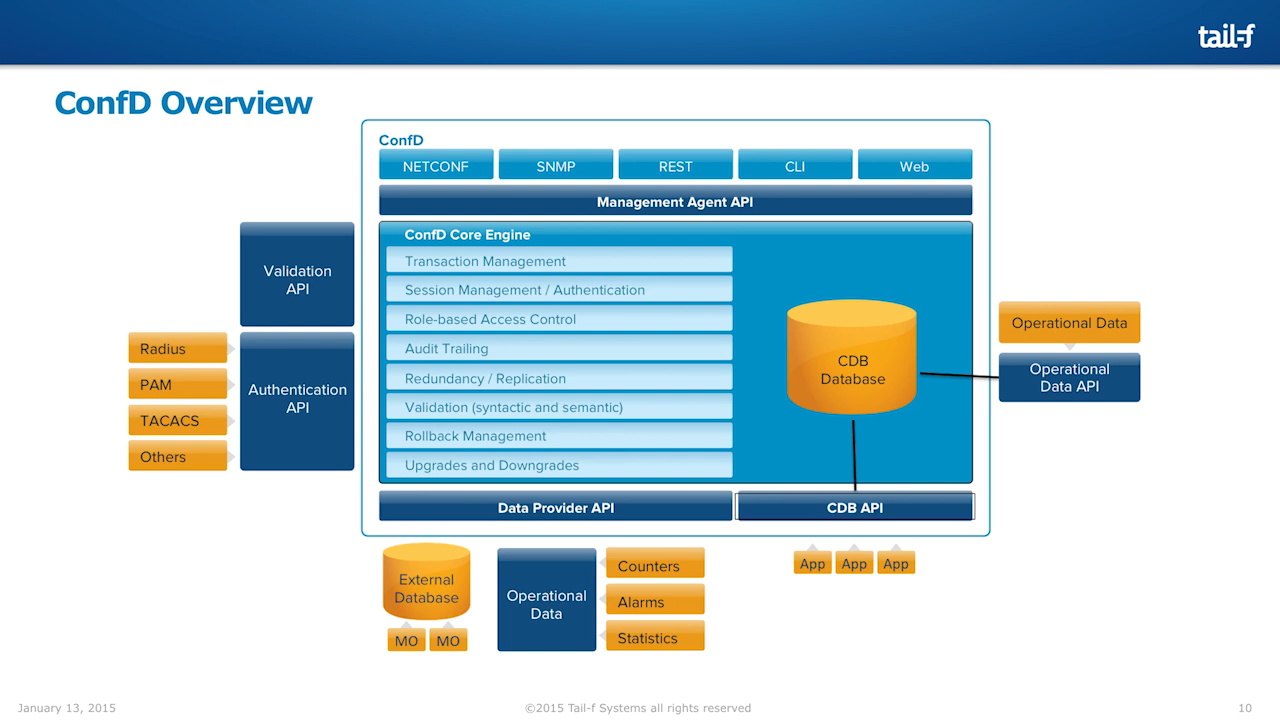 tail-f
ConfD Overview
ConfD
NETCONF
SNMP
REST
CLI
Web
Management Agent API
ConfD Core Engine
Transaction Management
Session Management / Authentication
Role-based Access Control
Audit Trailing
Redundancy / Replication
Validation (syntactic and semantic)
Rollback Management
Upgrades and Downgrades
CDB
Database
Validation
API
Authentication
API
Radius
PAM
TACACS
Others
Operational Data
Operational
Data API
Data Provider API
CDB API
External
Database
MO
MO
Operational
Data
Counters
Alarms
Statistics
App
App
App
January 13, 2015
©2015 Tail-f Systems all rights reserved
10